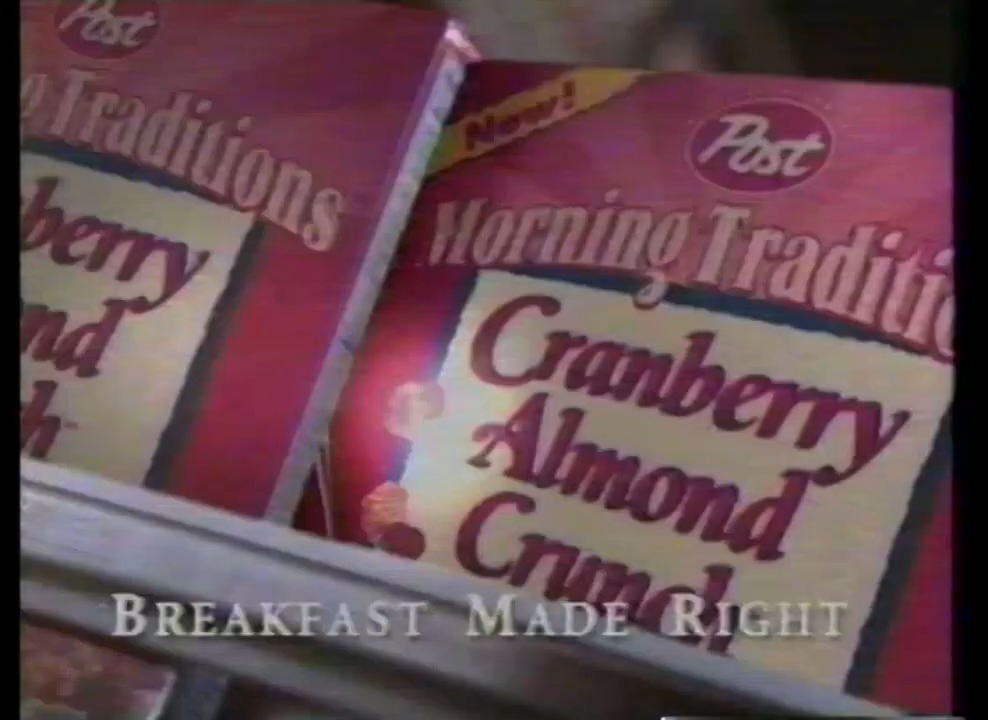 Post
Traditions
berry
nd
h
New!
Post
Morning Traditi
Cranberry
Almond
Crunch
BREAKFAST MADE RIGHT